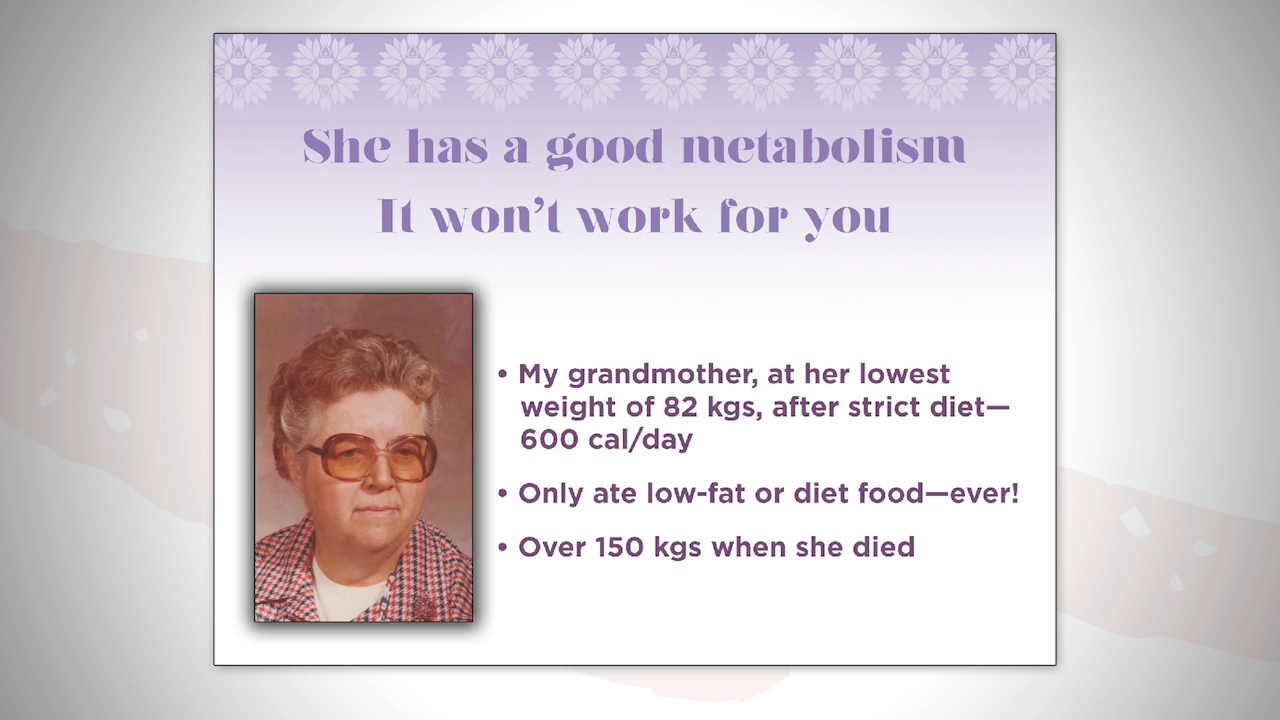 She has a good metabolism
It won't work for you
• My grandmother, at her lowest
weight of 82 kgs, after strict diet—
600 cal/day
• Only ate low-fat or diet food—ever!
• Over 150 kgs when she died